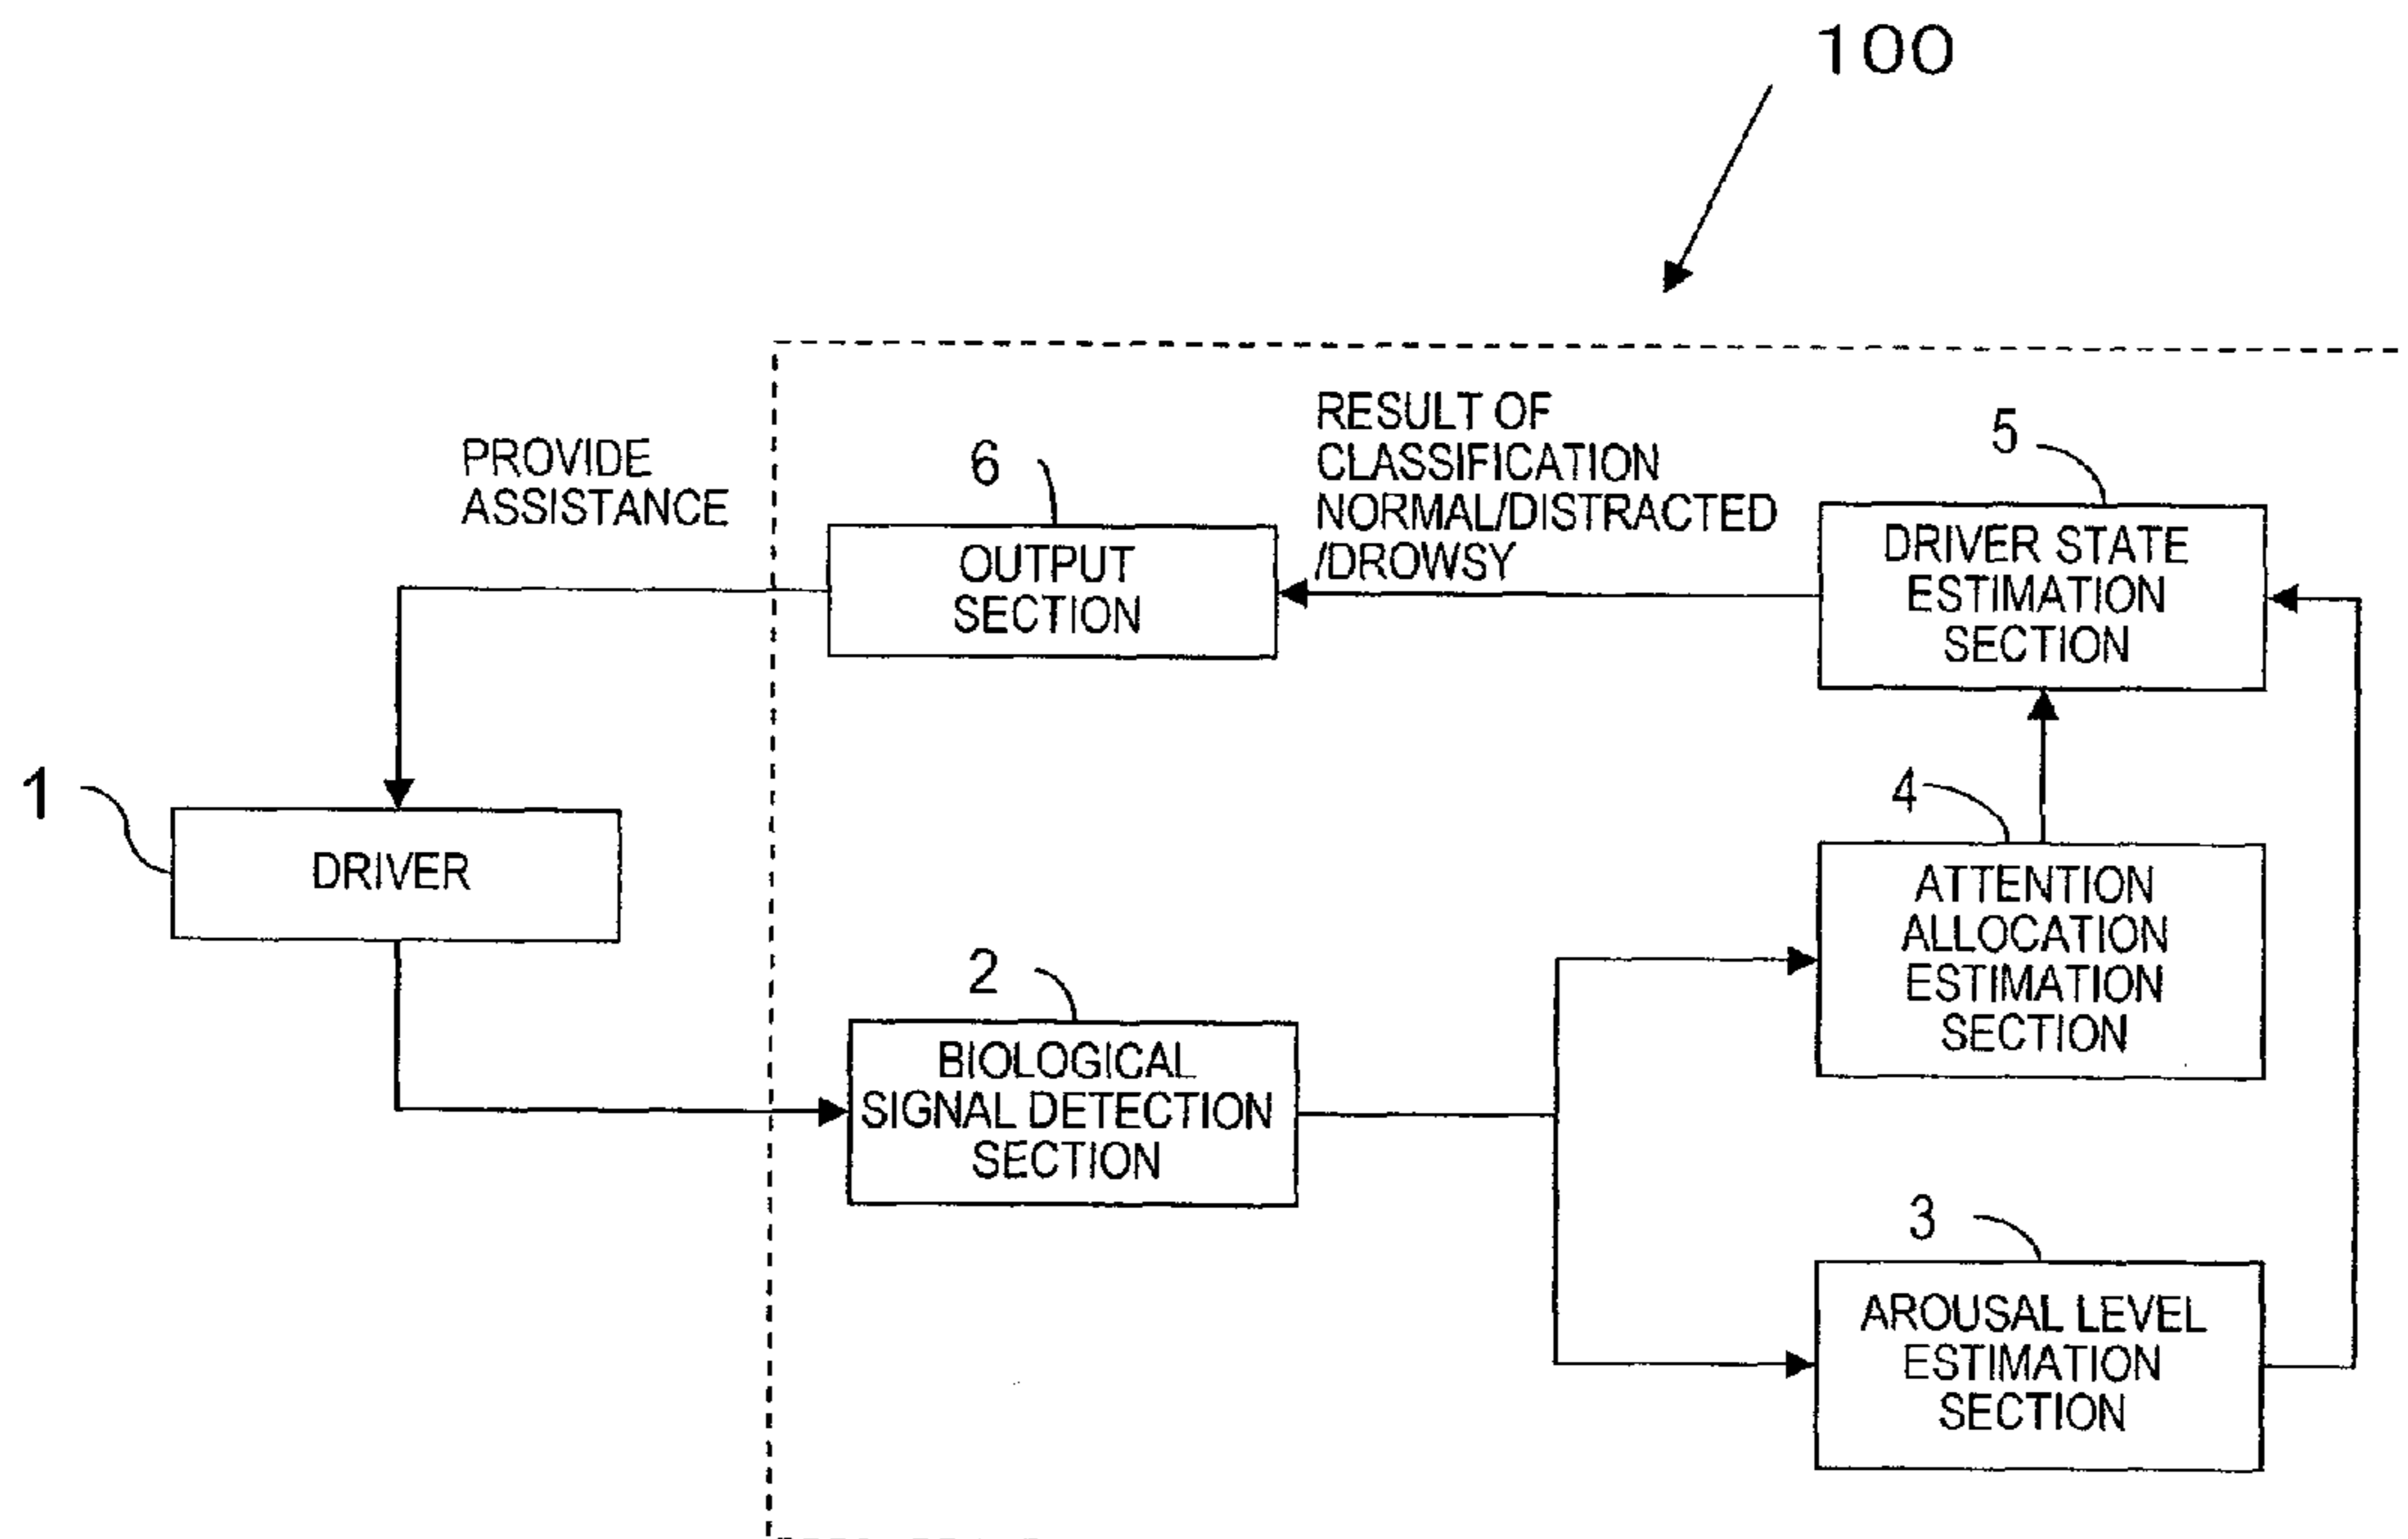 100
PROVIDE
ASSISTANCE
6
OUTPUT
SECTION
RESULT OF
CLASSIFICATION
NORMAL/DISTRACTED
/DROWSY
5
DRIVER STATE
ESTIMATION
SECTION
1
DRIVER
2
BIOLOGICAL
SIGNAL DETECTION
SECTION
4
ATTENTION
ALLOCATION
ESTIMATION
SECTION
3
AROUSAL LEVEL
ESTIMATION
SECTION